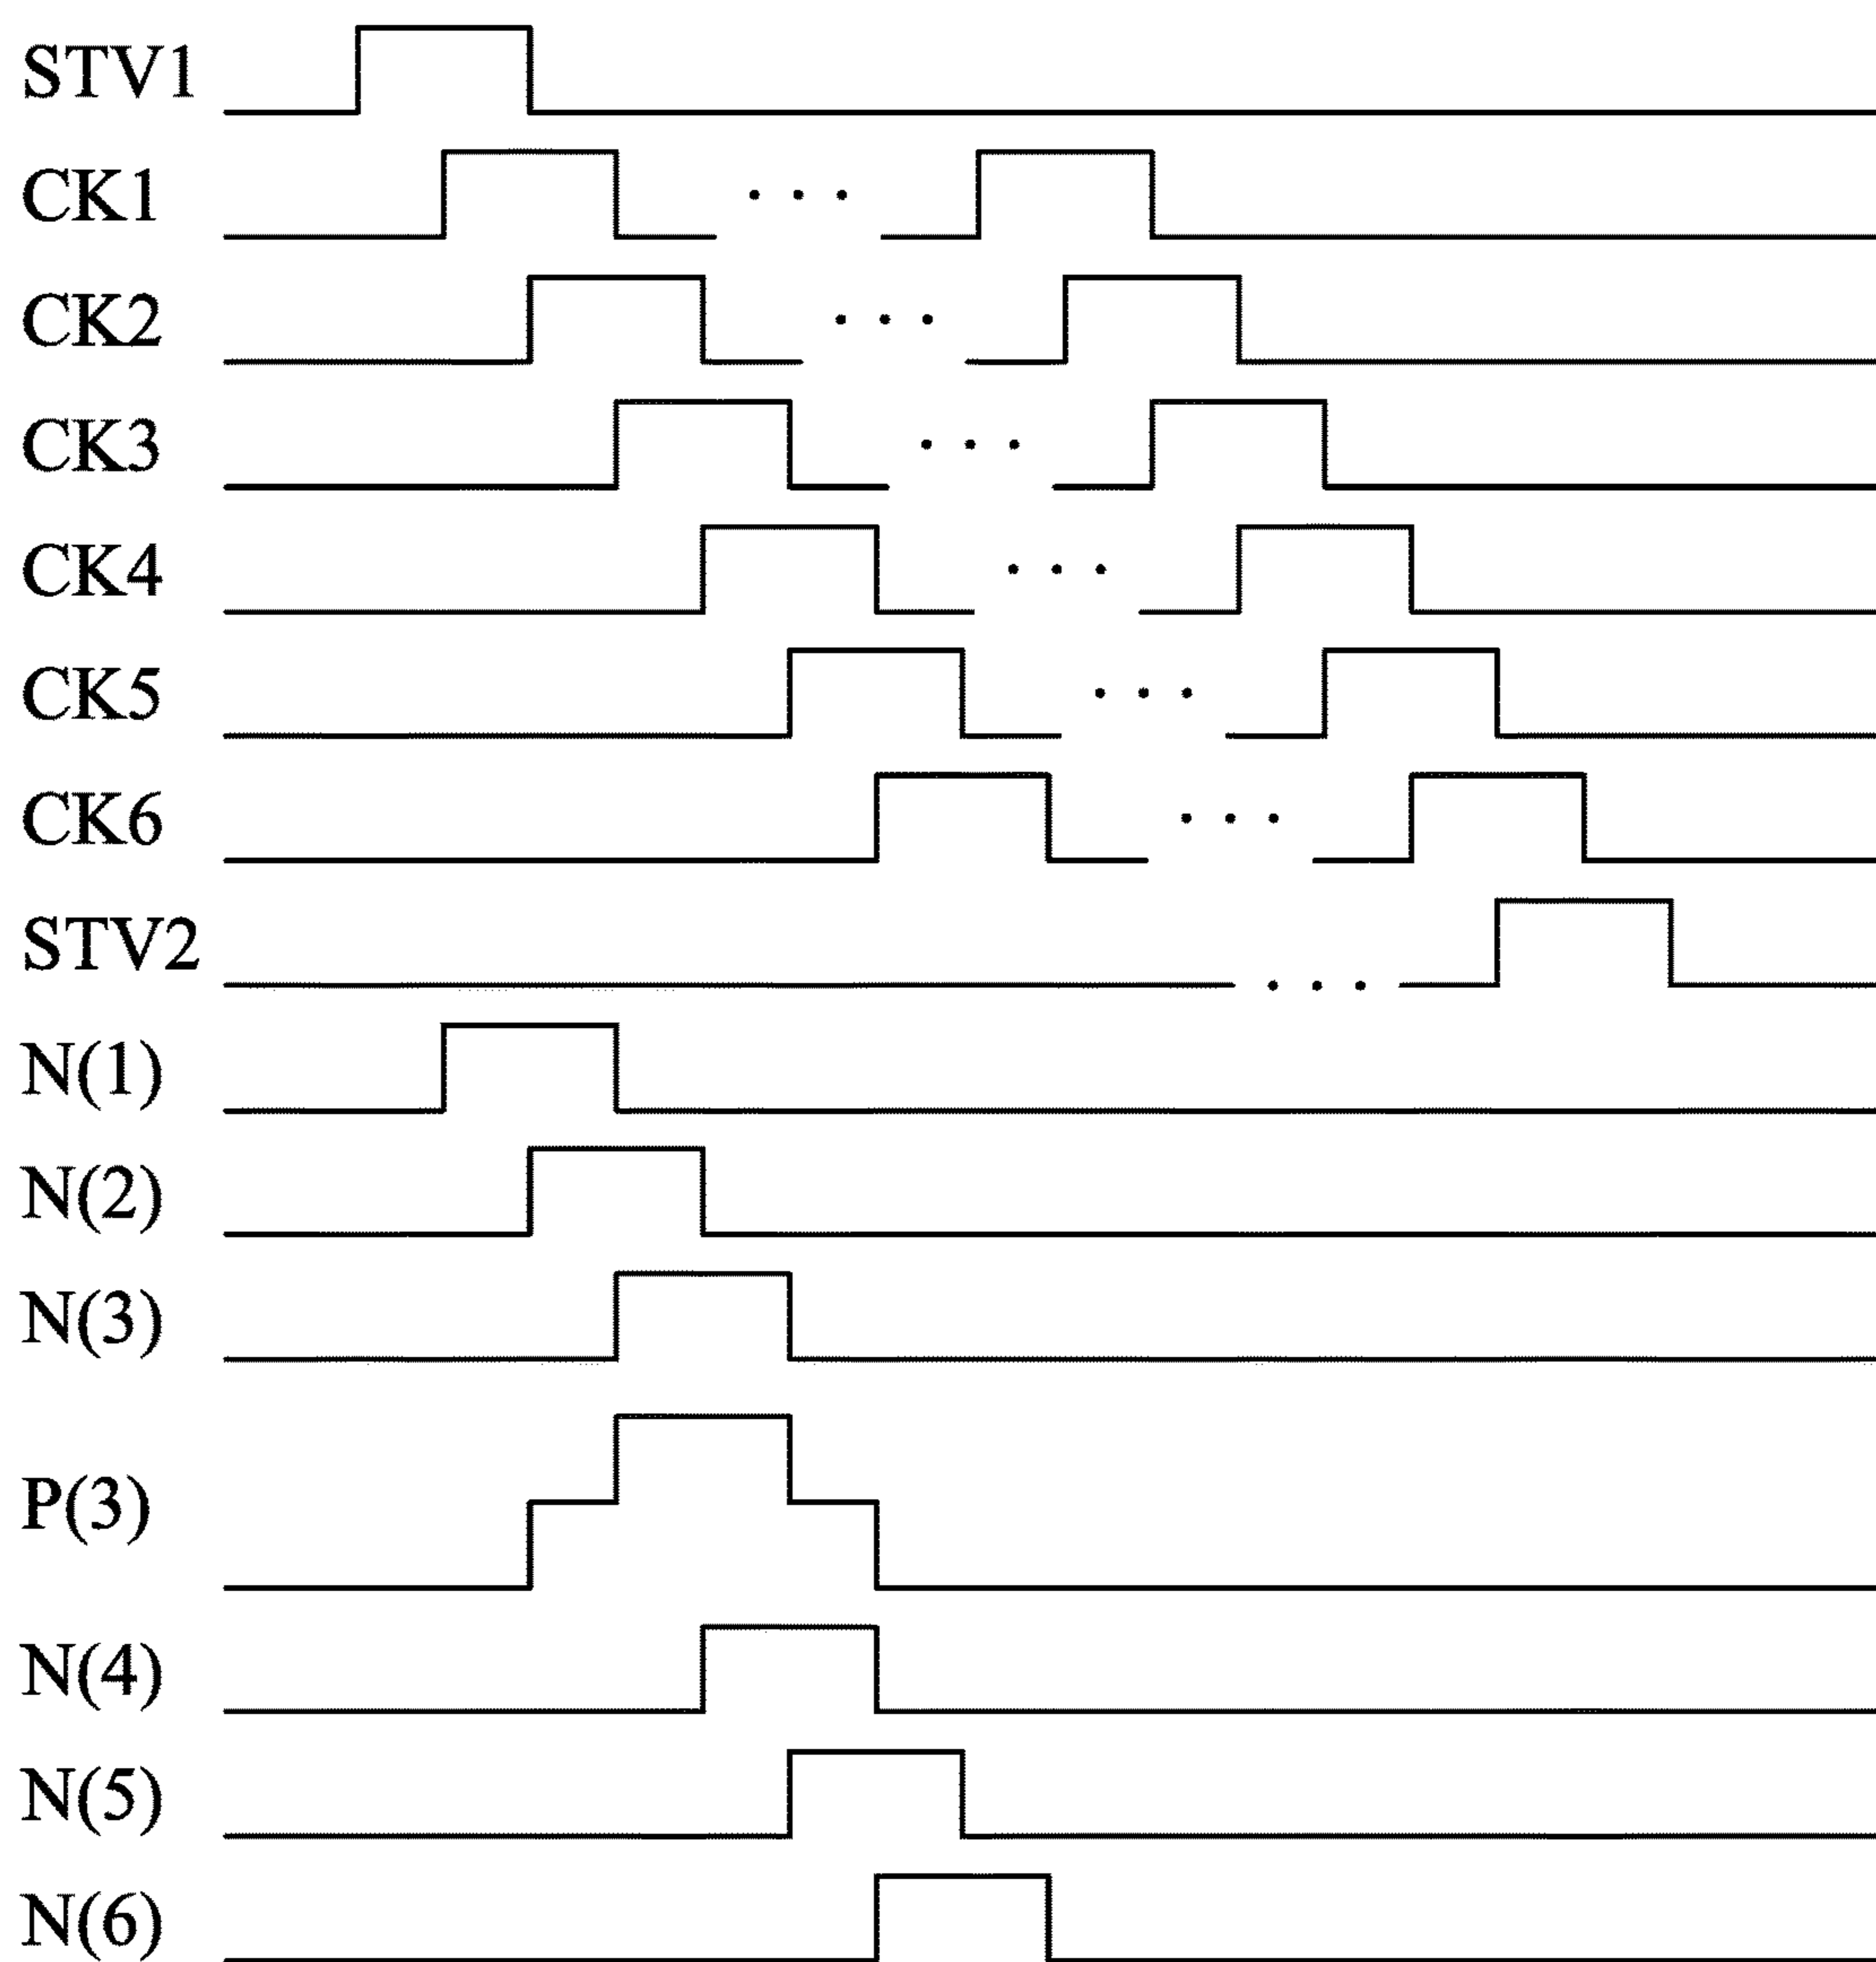 STV1
CK1
CK2
CK3
CK4
CK5
CK6
STV2
N(1)
N(2)
N(3)
P(3)
N(4)
N(5)
N(6)